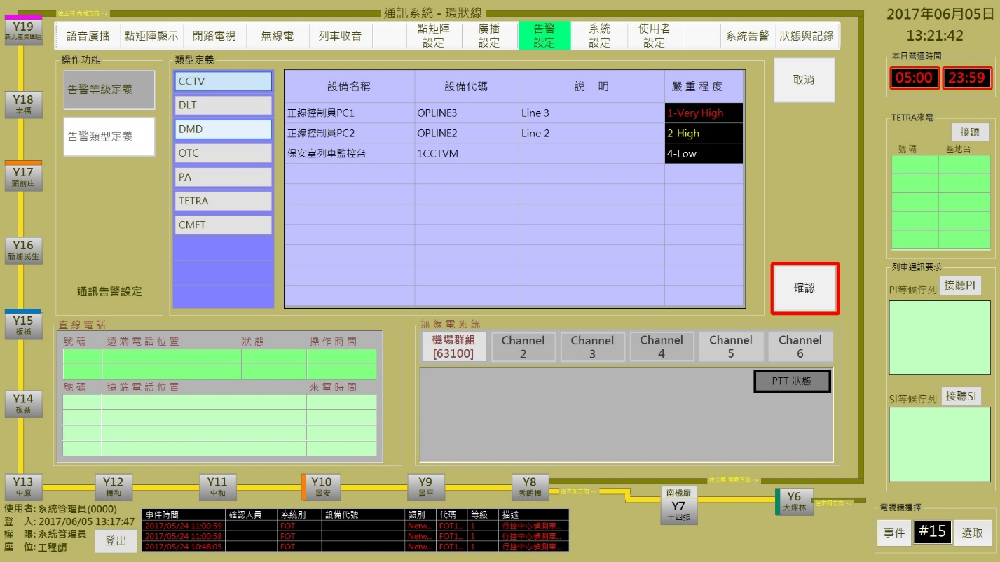 往士林,內湖方向 ->
通訊系統 - 環狀線
2017年06月05日
13:21:42
Y19
新北產業園區
語音廣播 點矩陣顯示 閉路電視 無線電 列車收音 點矩陣設定 廣播設定 告警設定 系統設定 使用者設定 系統告警 狀態與記錄
本日營運時間
05:00 23:59
操作功能
告警等級定義
告警類型定義
通訊告警設定
類型定義
CCTV
DLT
DMD
OTC
PA
TETRA
CMFT
設備名稱 設備代碼 說 明 嚴重程度
正線控制員PC1 OPLINE3 Line 3 1-Very High
正線控制員PC2 OPLINE2 Line 2 2-High
保安室列車監控台 1CCTVM 4-Low
取消
確認
Y18
幸福
Y17
頭前庄
Y16
新埔民生
Y15
板橋
Y14
板新
TETRA來電
接聽
號碼 基地台
列車通訊要求
PI等候佇列 接聽PI
SI等候佇列 接聽SI
直線電話
號碼 遠端電話位置 狀態 操作時間
號碼 遠端電話位置 來電時間
無線電系統
機場群組
[63100]
Channel 2
Channel 3
Channel 4
Channel 5
Channel 6
PTT 狀態
Y13
中原
Y12
橋和
Y11
中和
Y10
景安
Y9
景平
Y8
秀朗橋
往木柵方向 ->
南機廠
Y7
十四張
Y6
大坪林
往木柵方向 ->
使用者: 系統管理員(0000)
登 入: 2017/06/05 13:17:47
權 限: 系統管理員
座 位: 工程師
登出
事件時間 確認人員 系統別 設備代號 類別 代碼 等級 描述
2017/05/24 11:00:59 FOT Netw... FOT1... 1 行控中心偵測單...
2017/05/24 11:00:58 FOT Netw... FOT1... 1 行控中心偵測單...
2017/05/24 10:48:05 FOT Netw... FOT1... 1 行控中心偵測單...
電視牆選擇
事件 #15 選取